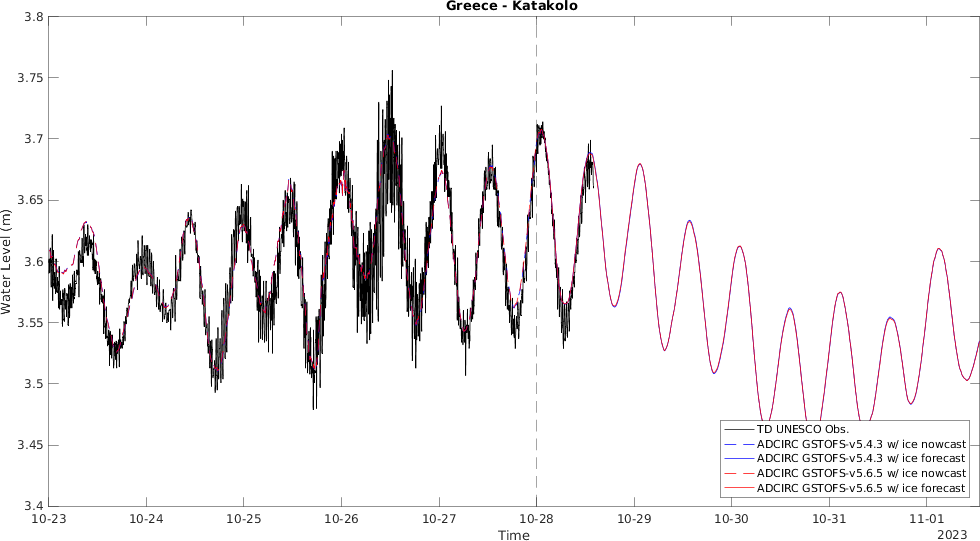 Greece - Katakolo
3.8
3.75
3.7
3.65
3.6
3.55
3.5
3.45
3.4
Water Level (m)
TD UNESCO Obs.
ADCIRC GSTOFS-v5.4.3 w/ ice nowcast
ADCIRC GSTOFS-v5.4.3 w/ ice forecast
ADCIRC GSTOFS-v5.6.5 w/ ice nowcast
ADCIRC GSTOFS-v5.6.5 w/ ice forecast
10-23 10-24 10-25 10-26 10-27 10-28 10-29 10-30 10-31 11-01
Time
2023